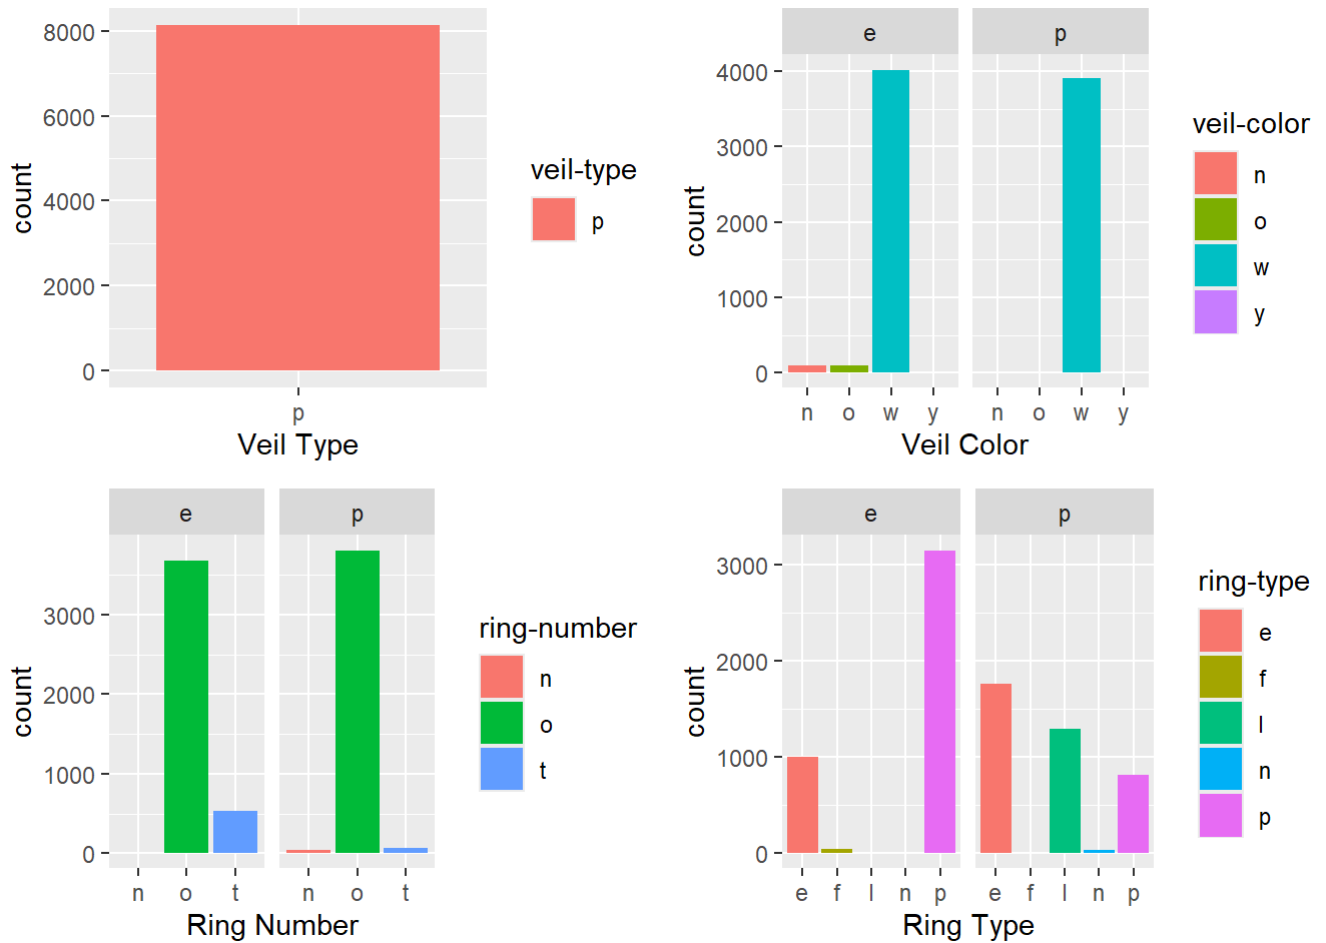 8000
6000
4000
2000
0
count
p
Veil Type
veil-type
p
e
p
4000
3000
2000
1000
0
count
n o w y
n o w y
Veil Color
veil-color
n
o
w
y
e
p
3000
2000
1000
0
count
n o t
n o t
Ring Number
ring-number
n
o
t
e
p
3000
2000
1000
0
count
e f l n p
e f l n p
Ring Type
ring-type
e
f
l
n
p